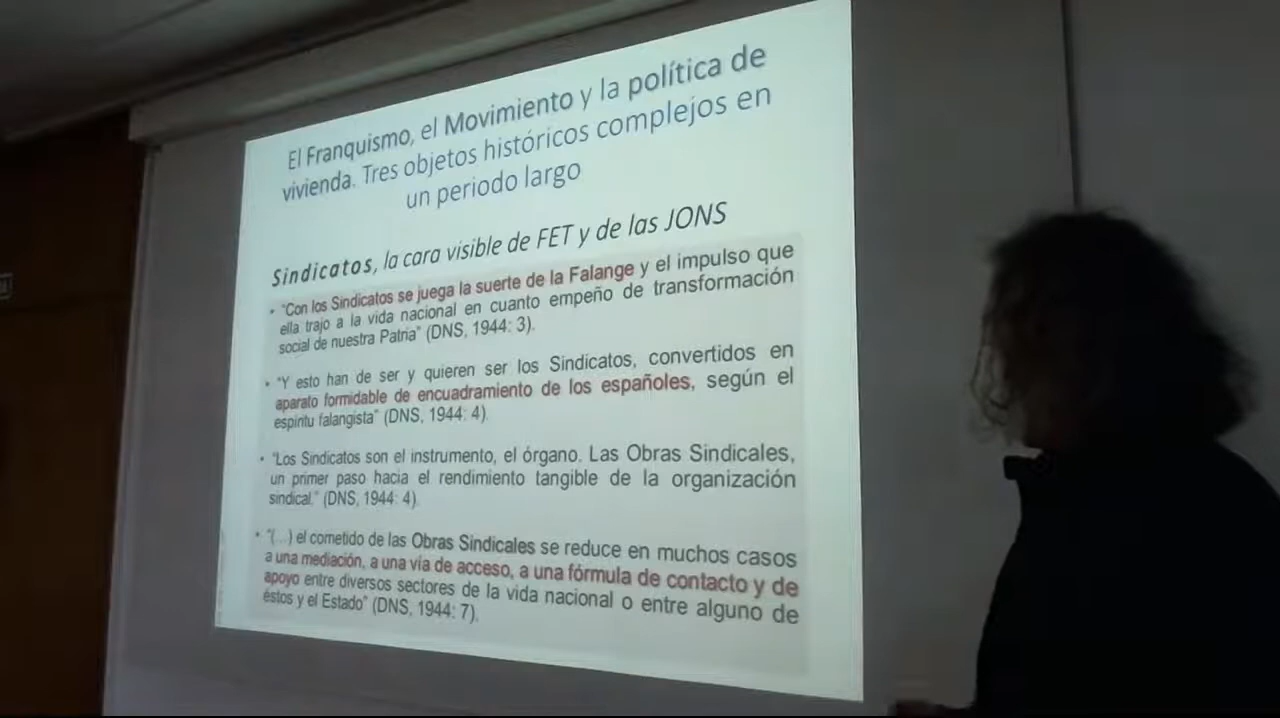 El Franquismo, el Movimiento y la política de
vivienda. Tres objetos históricos complejos en
un periodo largo
Sindicatos, la cara visible de FET y de las JONS
• "Con los Sindicatos se juega la suerte de la Falange y el impulso que
ella trajo a la vida nacional en cuanto empeño de transformación
social de nuestra Patria" (DNS, 1944: 3).
• "Y esto han de ser y quieren ser los Sindicatos, convertidos en
aparato formidable de encuadramiento de los españoles, según el
espíritu falangista" (DNS, 1944: 4).
• "Los Sindicatos son el instrumento, el órgano. Las Obras Sindicales,
un primer paso hacia el rendimiento tangible de la organización
sindical." (DNS, 1944: 4).
• "(...) el cometido de las Obras Sindicales se reduce en muchos casos
a una mediación, a una vía de acceso, a una fórmula de contacto y de
apoyo entre diversos sectores de la vida nacional o entre alguno de
éstos y el Estado" (DNS, 1944: 7).